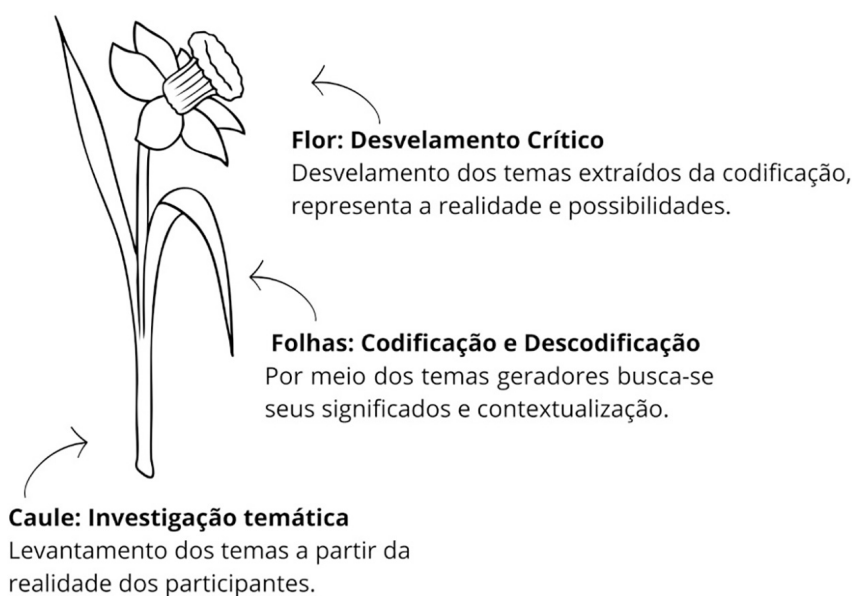 Flor: Desvelamento Crítico
Desvelamento dos temas extraídos da codificação,
representa a realidade e possibilidades.
Folhas: Codificação e Descodificação
Por meio dos temas geradores busca-se
seus significados e contextualização.
Caule: Investigação temática
Levantamento dos temas a partir da
realidade dos participantes.